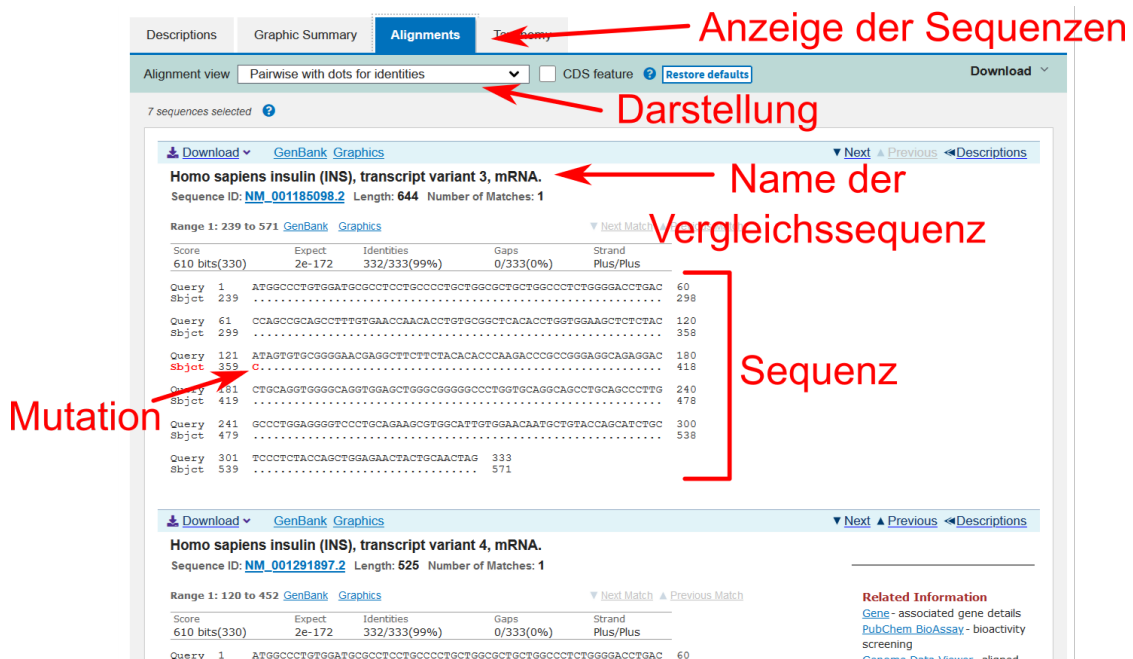 Descriptions Graphic Summary Alignments Taxonomy
Anzeige der Sequenzen
Alignment view Pairwise with dots for identities CDS feature Restore defaults Download
7 sequences selected
Darstellung
Download GenBank Graphics Next Previous Descriptions
Homo sapiens insulin (INS), transcript variant 3, mRNA.
Name der
Vergleichssequenz
Sequence ID: NM_001185098.2 Length: 644 Number of Matches: 1
Range 1: 239 to 571 GenBank Graphics Next Match Previous Match
Score Expect Identities Gaps Strand
610 bits(330) 2e-172 332/333(99%) 0/333(0%) Plus/Plus
Query 1 ATGGCCCTGTGGATGCGCCTCCTGCCCCTGCTGGCGCTGCTGGCCCTCTGGGGACCTGAC 60
Sbjct 239 ............................................................ 298
Query 61 CCAGCCGCAGCCTTTGTGAACCAACACCTGTGCGGCTCACACCTGGTGGAAGCTCTCTAC 120
Sbjct 299 ............................................................ 358
Query 121 ATAGTGTGCGGGGAACGAGGCTTCTTCTACACACCCAAGACCCGCCGGGAGGCAGAGGAC 180
Sbjct 359 C........................................................... 418
Query 181 CTGCAGGTGGGGCAGGTGGAGCTGGGCGGGGGCCCTGGTGCAGGCAGCCTGCAGCCCTTG 240
Sbjct 419 ............................................................ 478
Query 241 GCCCTGGAGGGGTCCCTGCAGAAGCGTGGCATTGTGGAACAATGCTGTACCAGCATCTGC 300
Sbjct 479 ............................................................ 538
Query 301 TCCCTCTACCAGCTGGAGAACTACTGCAACTAG 333
Sbjct 539 ................................. 571
Sequenz
Mutation
Download GenBank Graphics Next Previous Descriptions
Homo sapiens insulin (INS), transcript variant 4, mRNA.
Sequence ID: NM_001291897.2 Length: 525 Number of Matches: 1
Range 1: 120 to 452 GenBank Graphics Next Match Previous Match
Score Expect Identities Gaps Strand
610 bits(330) 2e-172 332/333(99%) 0/333(0%) Plus/Plus
Query 1 ATGGCCCTGTGGATGCGCCTCCTGCCCCTGCTGGCGCTGCTGGCCCTCTGGGGACCTGAC 60
Related Information
Gene - associated gene details
PubChem BioAssay - bioactivity
screening
Genome Data Viewer - aligned